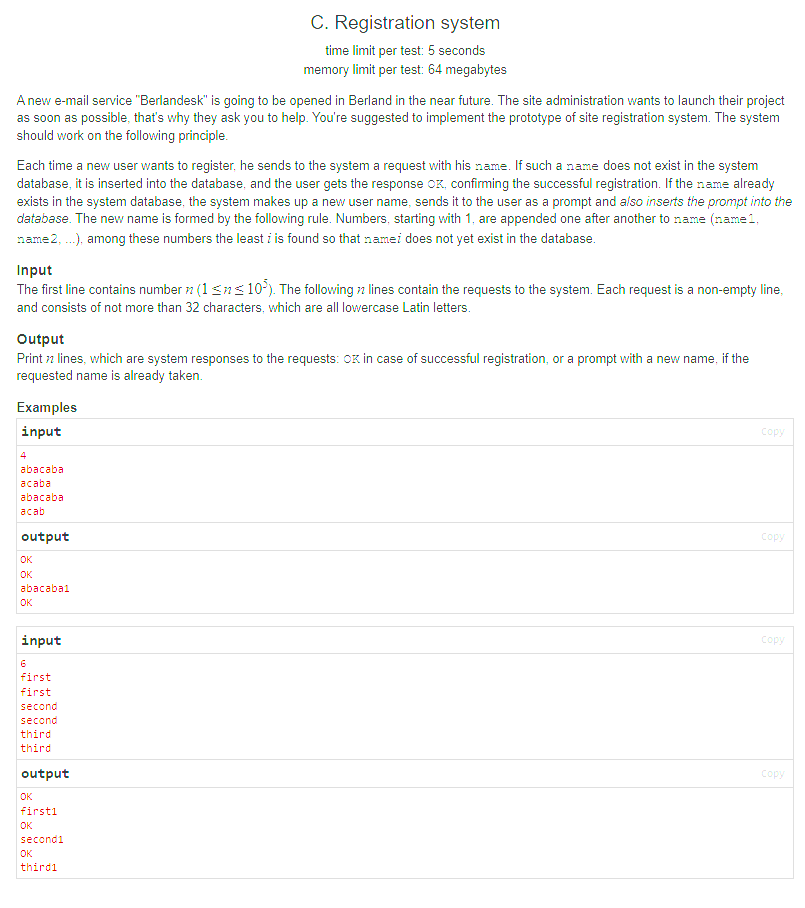 C. Registration system
time limit per test: 5 seconds
memory limit per test: 64 megabytes
A new e-mail service "Berlandesk" is going to be opened in Berland in the near future. The site administration wants to launch their project
as soon as possible, that's why they ask you to help. You're suggested to implement the prototype of site registration system. The system
should work on the following principle.
Each time a new user wants to register, he sends to the system a request with his name. If such a name does not exist in the system
database, it is inserted into the database, and the user gets the response OK, confirming the successful registration. If the name already
exists in the system database, the system makes up a new user name, sends it to the user as a prompt and also inserts the prompt into the
database. The new name is formed by the following rule. Numbers, starting with 1, are appended one after another to name (name1,
name2, ...), among these numbers the least i is found so that namei does not yet exist in the database.
Input
The first line contains number n (1 ≤ n ≤ 10⁵). The following n lines contain the requests to the system. Each request is a non-empty line,
and consists of not more than 32 characters, which are all lowercase Latin letters.
Output
Print n lines, which are system responses to the requests: OK in case of successful registration, or a prompt with a new name, if the
requested name is already taken.
Examples
input Copy
4
abacaba
acaba
abacaba
acab
output Copy
OK
OK
abacaba1
OK
input Copy
6
first
first
second
second
third
third
output Copy
OK
first1
OK
second1
OK
third1